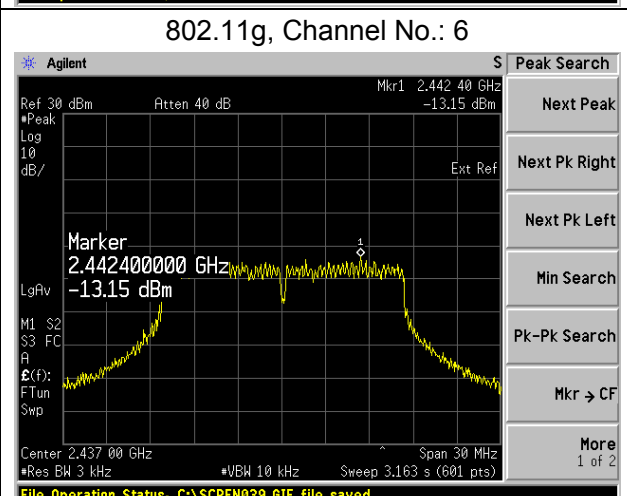 802.11g, Channel No.: 6
Agilent S Peak Search
Mkr1 2.442 40 GHz
Ref 30 dBm Atten 40 dB -13.15 dBm
#Peak
Log
10
dB/
Ext Ref
1
Marker
2.442400000 GHz
-13.15 dBm
LgAv
M1 S2
S3 FC
A
£(f):
FTun
Swp
Center 2.437 00 GHz Span 30 MHz
#Res BW 3 kHz #VBW 10 kHz Sweep 3.163 s (601 pts)
Next Peak
Next Pk Right
Next Pk Left
Min Search
Pk-Pk Search
Mkr → CF
More
1 of 2
File Operation Status, C:\SCREN039.GIF file saved